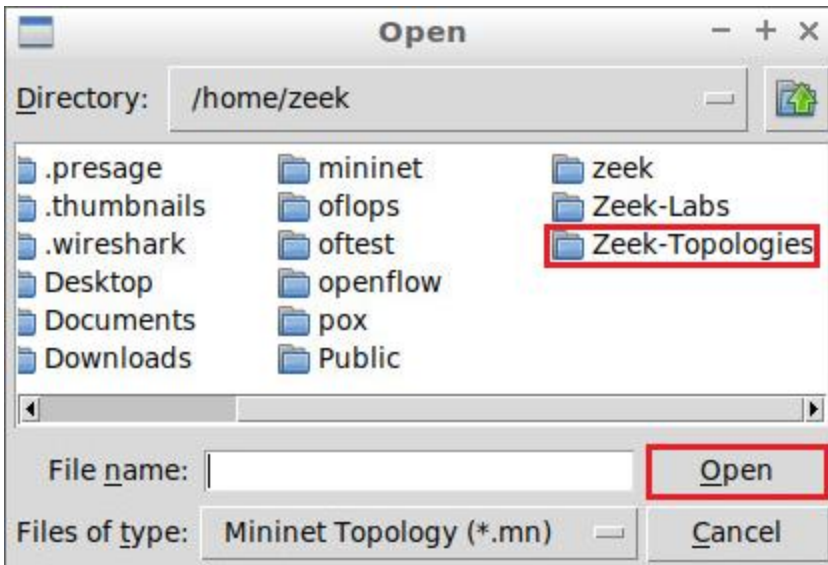 Open
Directory: /home/zeek
.presage
.thumbnails
.wireshark
Desktop
Documents
Downloads
mininet
oflops
oftest
openflow
pox
Public
zeek
Zeek-Labs
Zeek-Topologies
File name:
Open
Files of type: Mininet Topology (*.mn)
Cancel